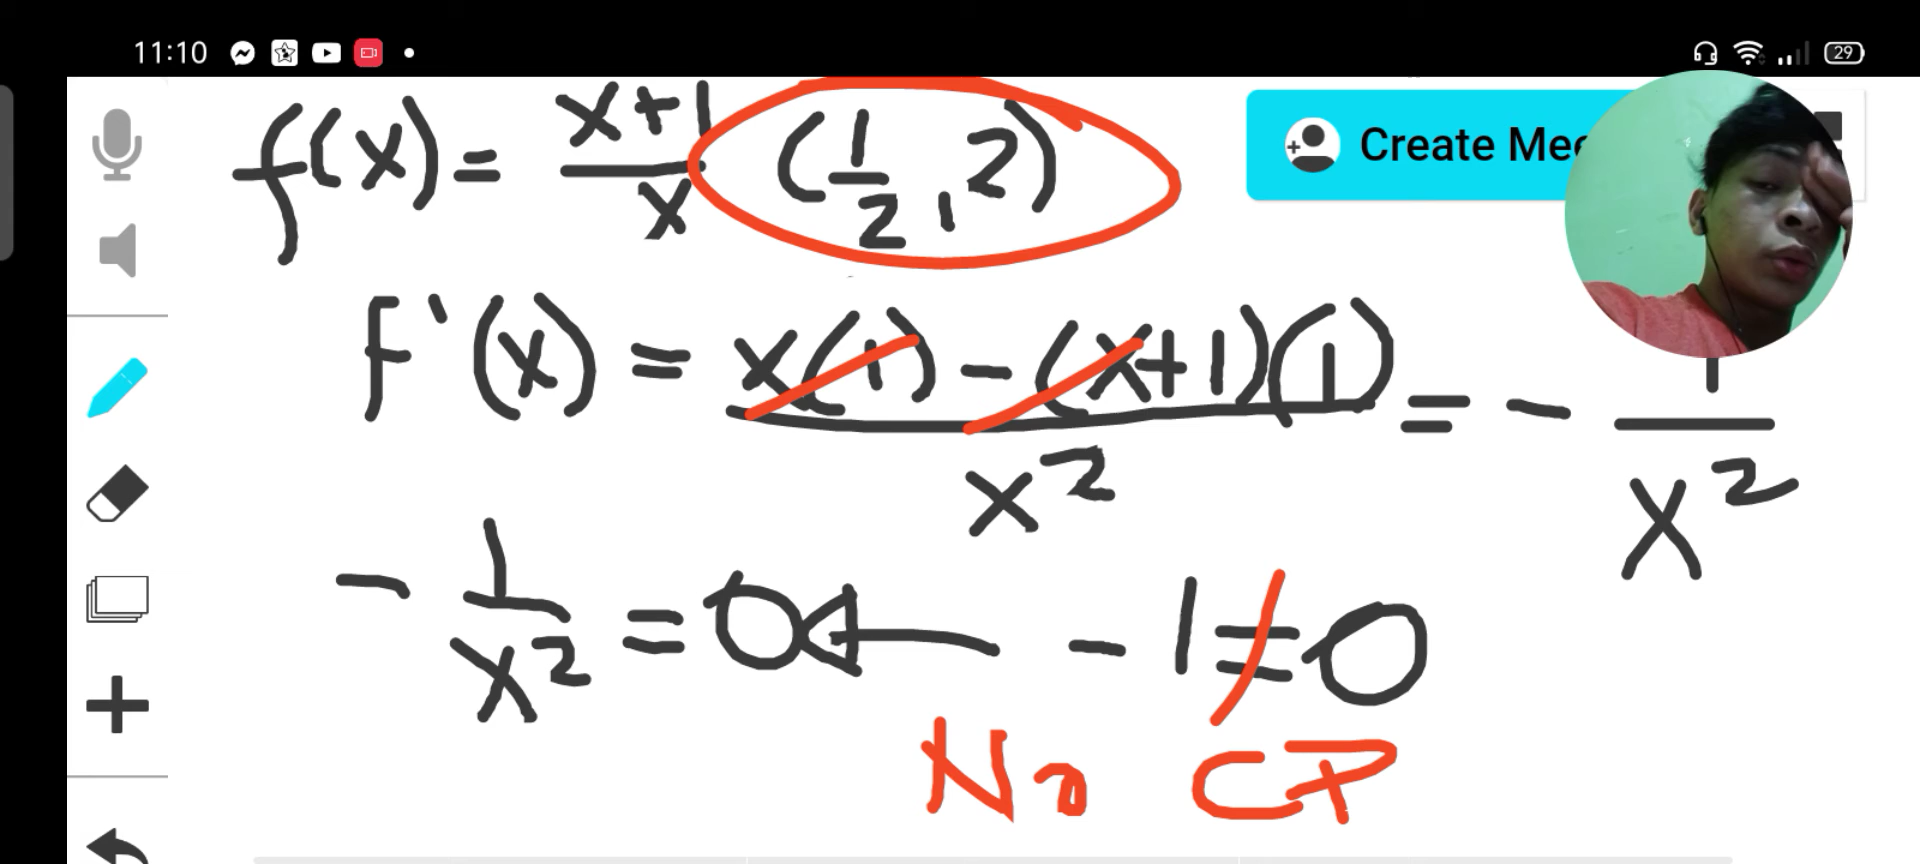 11:10 29
f(x) = x+1/x (1/2, 2)
Create Mee
F'(x) = x(1) - (x+1)(1)/x² = - 1/x²
- 1/x² = 0 ← - 1 ≠ 0
No CP